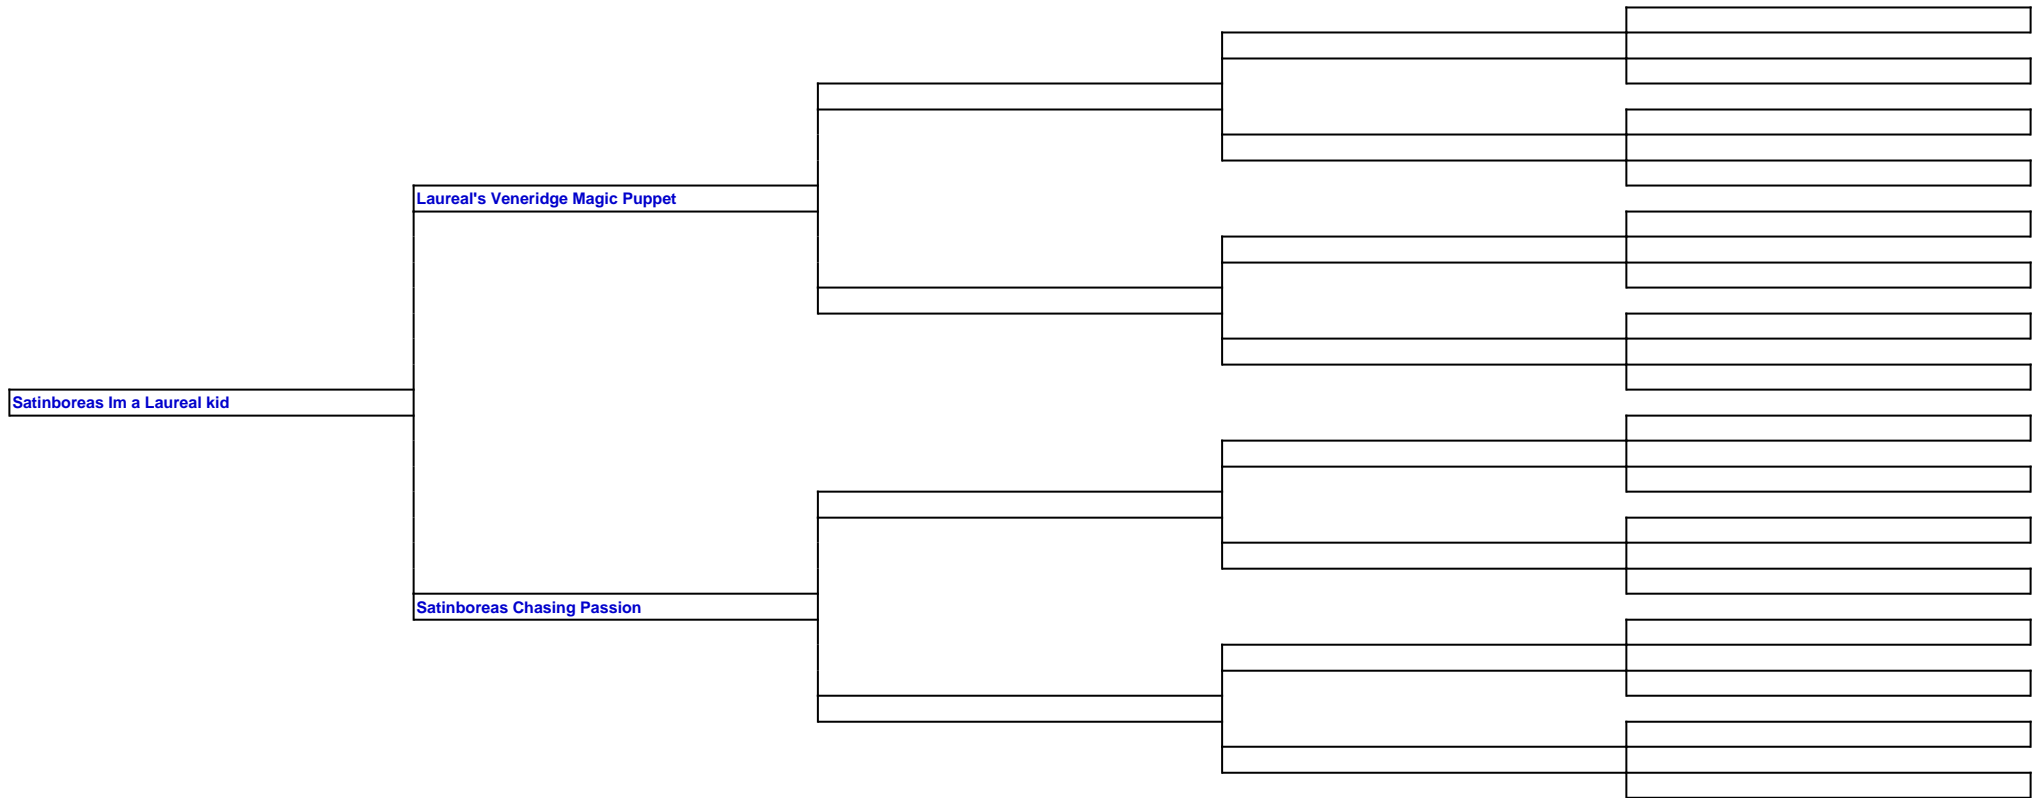 Laureal's Veneridge Magic Puppet
Satinboreas Im a Laureal kid
Satinboreas Chasing Passion